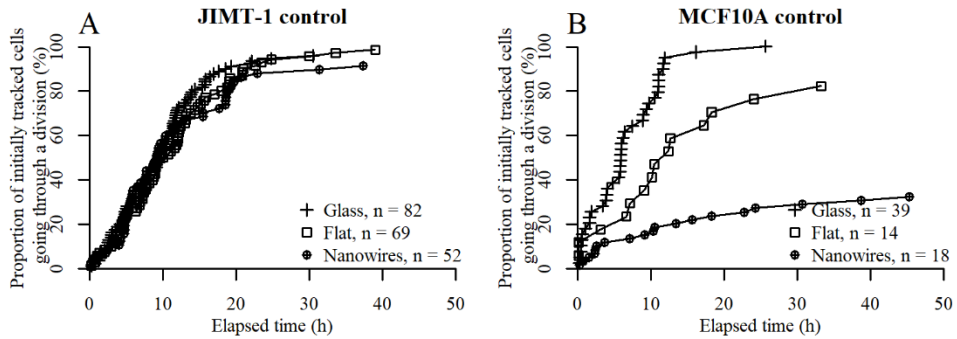 A
JIMT-1 control
Proportion of initially tracked cells
going through a division (%)
0 20 40 60 80 100
Glass, n = 82
Flat, n = 69
Nanowires, n = 52
0 10 20 30 40 50
Elapsed time (h)
B
MCF10A control
Proportion of initially tracked cells
going through a division (%)
0 20 40 60 80 100
Glass, n = 39
Flat, n = 14
Nanowires, n = 18
0 10 20 30 40 50
Elapsed time (h)